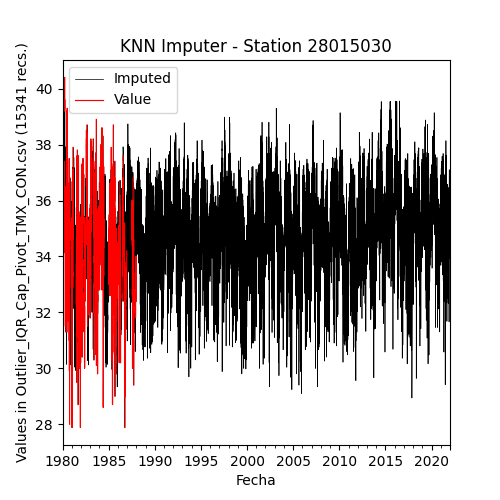 KNN Imputer - Station 28015030
Values in Outlier_IQR_Cap_Pivot_TMX_CON.csv (15341 recs.)
Imputed
Value
40
38
36
34
32
30
28
1980 1985 1990 1995 2000 2005 2010 2015 2020
Fecha